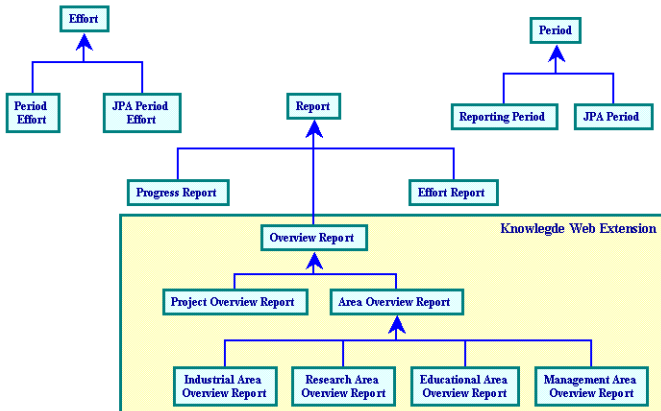 Effort
Period
Period
Effort
JPA Period
Effort
Report
Reporting Period
JPA Period
Progress Report
Effort Report
Knowlegde Web Extension
Overview Report
Project Overview Report
Area Overview Report
Industrial Area
Overview Report
Research Area
Overview Report
Educational Area
Overview Report
Management Area
Overview Report